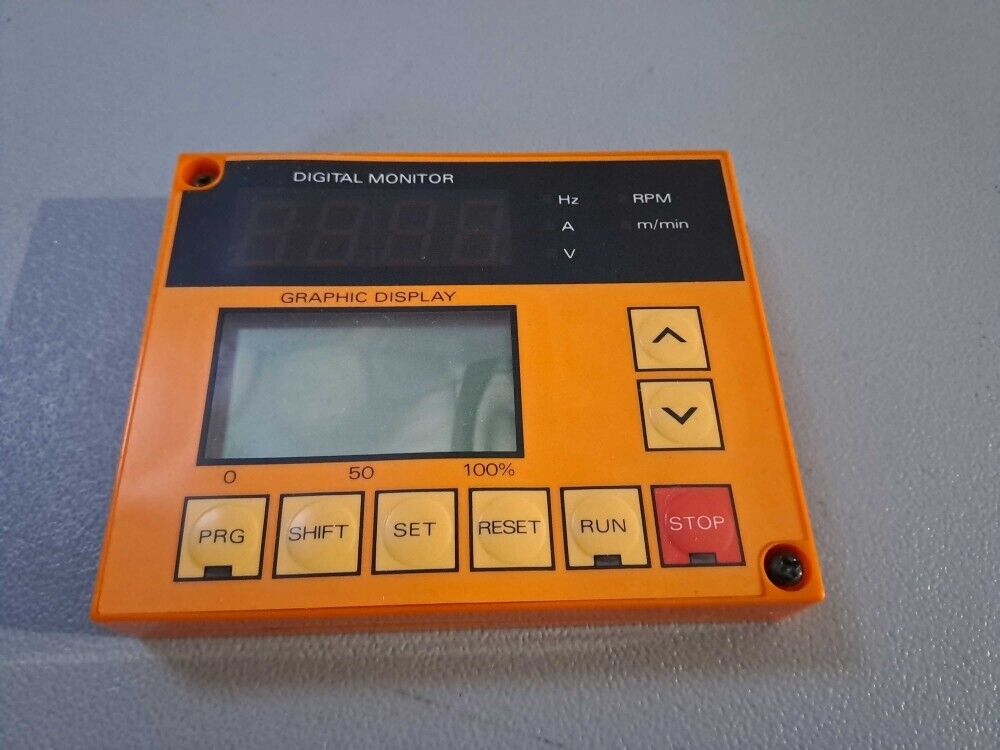 DIGITAL MONITOR
Hz RPM
A m/min
V
GRAPHIC DISPLAY
0 50 100%
PRG SHIFT SET RESET RUN STOP